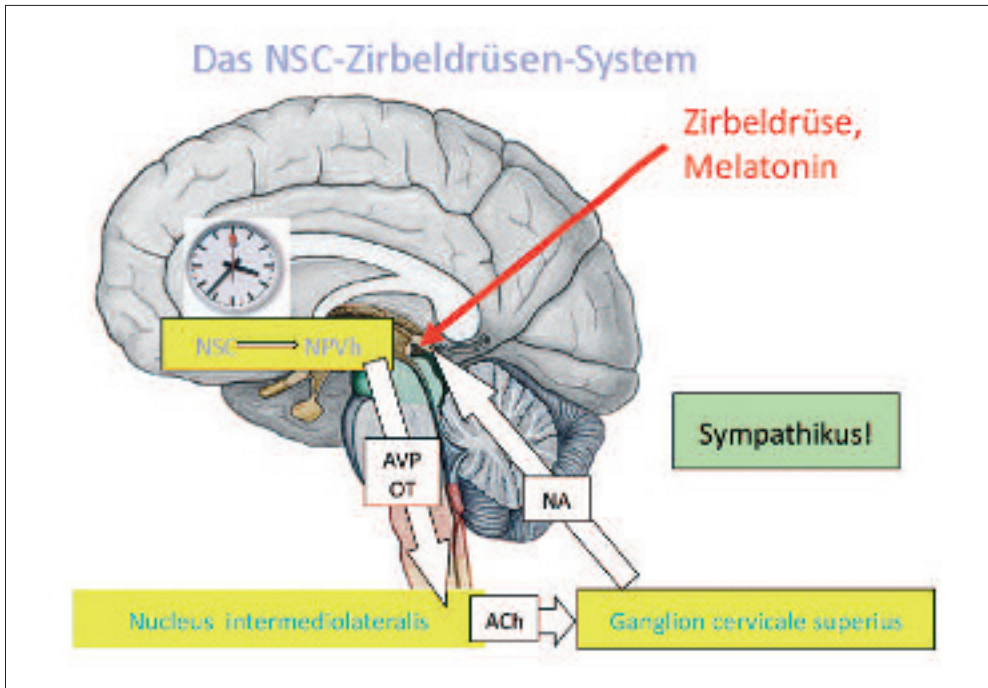 Das NSC-Zirbeldrüsen-System
Zirbeldrüse,
Melatonin
NSC
NPVh
Sympathikus!
AVP
OT
NA
Nucleus intermediolateralis
ACh
Ganglion cervicale superius